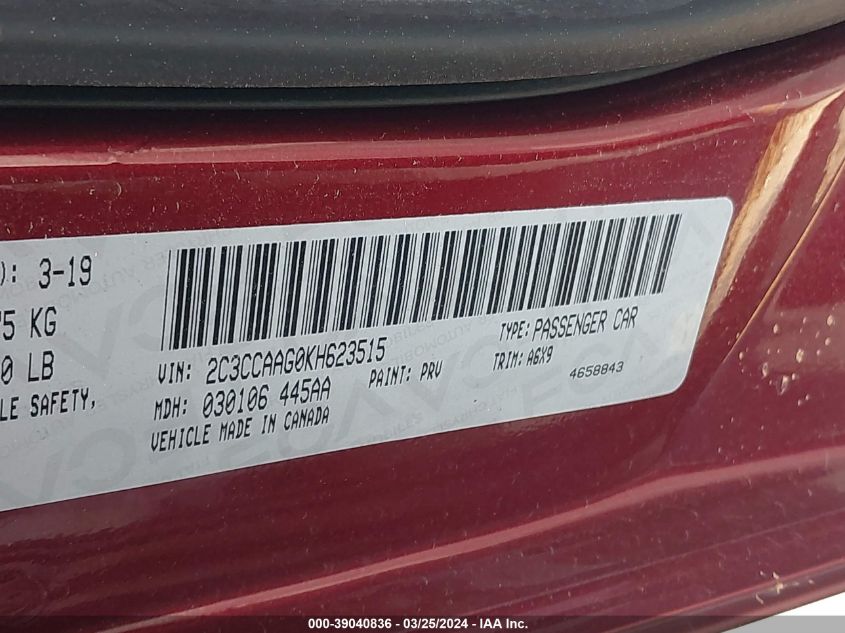 ): 3-19
75 KG
0 LB
LE SAFETY,
VIN: 2C3CCAAG0KH623515
TYPE: PASSENGER CAR
MDH: 030106 445AA
PAINT: PRV
TRIM: A6X9
VEHICLE MADE IN CANADA
4658843
000-39040836 - 03/25/2024 - IAA Inc.